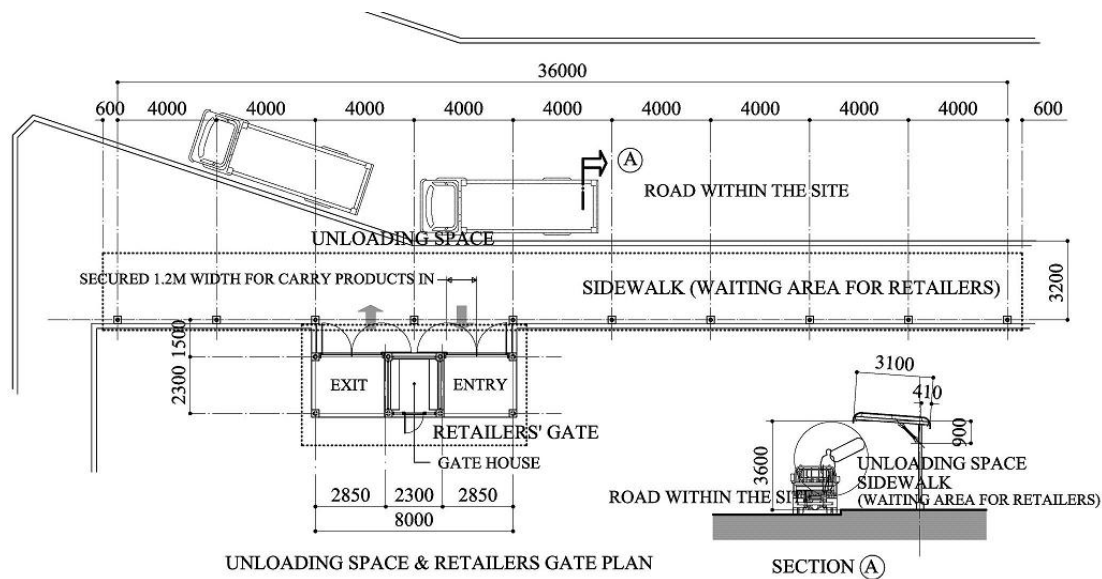 36000
600 4000 4000 4000 4000 4000 4000 4000 4000 4000 600
A
ROAD WITHIN THE SITE
UNLOADING SPACE
SECURED 1.2M WIDTH FOR CARRY PRODUCTS IN
SIDEWALK (WAITING AREA FOR RETAILERS)
3200
1500
2300
EXIT
ENTRY
RETAILERS' GATE
GATE HOUSE
2850 2300 2850
8000
UNLOADING SPACE & RETAILERS GATE PLAN
3100
410
900
3600
UNLOADING SPACE
SIDEWALK
(WAITING AREA FOR RETAILERS)
ROAD WITHIN THE SITE
SECTION A